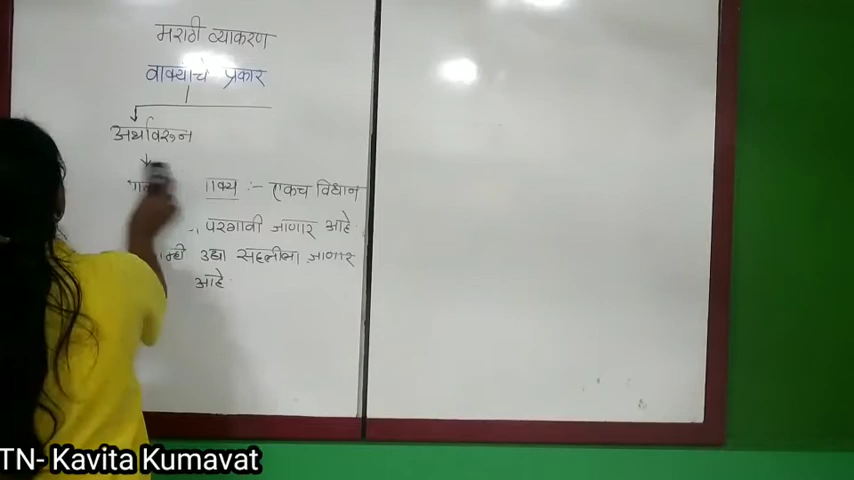 मराठी व्याकरण
वाक्याचे प्रकार
अर्थावरून
:- एकच विधान
परगावी जाणार आहे.
उद्या सहलीला जाणार
आहे.
TN- Kavita Kumavat